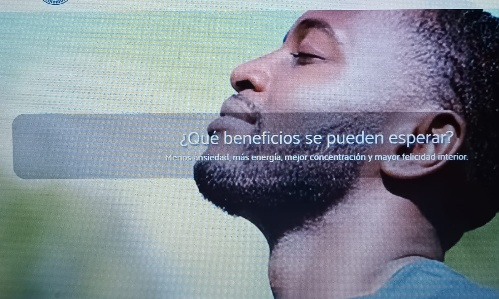 ¿Qué beneficios se pueden esperar?
Menos ansiedad, más energía, mejor concentración y mayor felicidad interior.